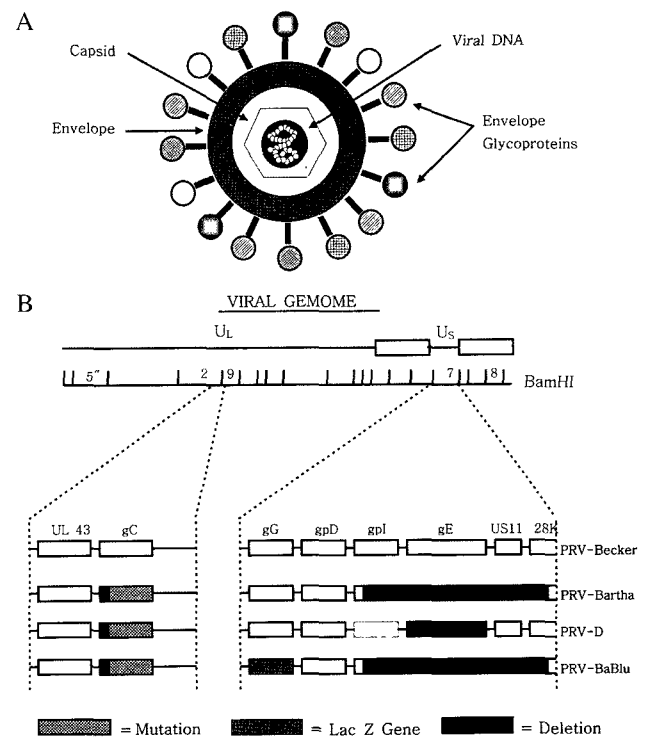 A
Capsid
Viral DNA
Envelope
Envelope
Glycoproteins
B
VIRAL GEMOME
UL
US
5" 2 9 7 8 BamHI
UL 43 gC gG gpD gpI gE US11 28K
PRV-Becker
PRV-Bartha
PRV-D
PRV-BaBlu
= Mutation = Lac Z Gene = Deletion